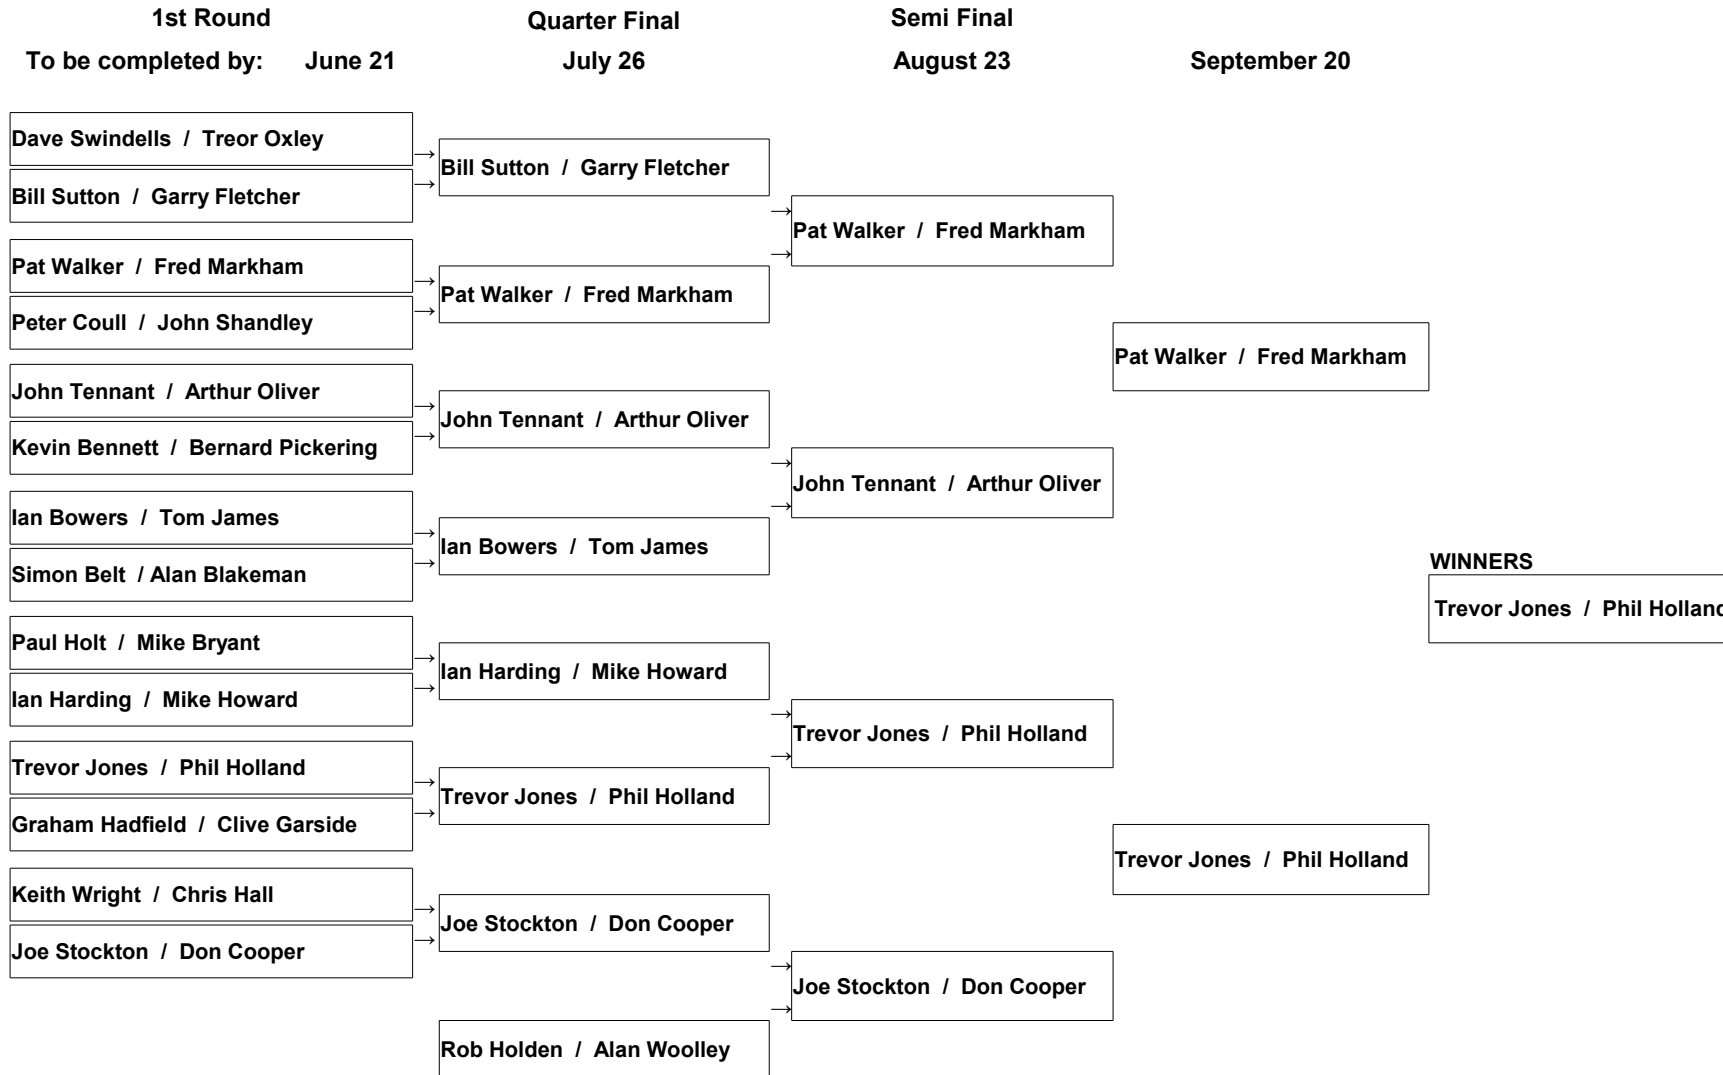 1st Round
Quarter Final
Semi Final
To be completed by: June 21
July 26
August 23
September 20
Dave Swindells / Treor Oxley
Bill Sutton / Garry Fletcher
Pat Walker / Fred Markham
Peter Coull / John Shandley
John Tennant / Arthur Oliver
Kevin Bennett / Bernard Pickering
Ian Bowers / Tom James
Simon Belt / Alan Blakeman
Paul Holt / Mike Bryant
Ian Harding / Mike Howard
Trevor Jones / Phil Holland
Graham Hadfield / Clive Garside
Keith Wright / Chris Hall
Joe Stockton / Don Cooper
Bill Sutton / Garry Fletcher
Pat Walker / Fred Markham
John Tennant / Arthur Oliver
Ian Bowers / Tom James
Ian Harding / Mike Howard
Trevor Jones / Phil Holland
Joe Stockton / Don Cooper
Rob Holden / Alan Woolley
Pat Walker / Fred Markham
John Tennant / Arthur Oliver
Trevor Jones / Phil Holland
Joe Stockton / Don Cooper
Pat Walker / Fred Markham
Trevor Jones / Phil Holland
WINNERS
Trevor Jones / Phil Holland